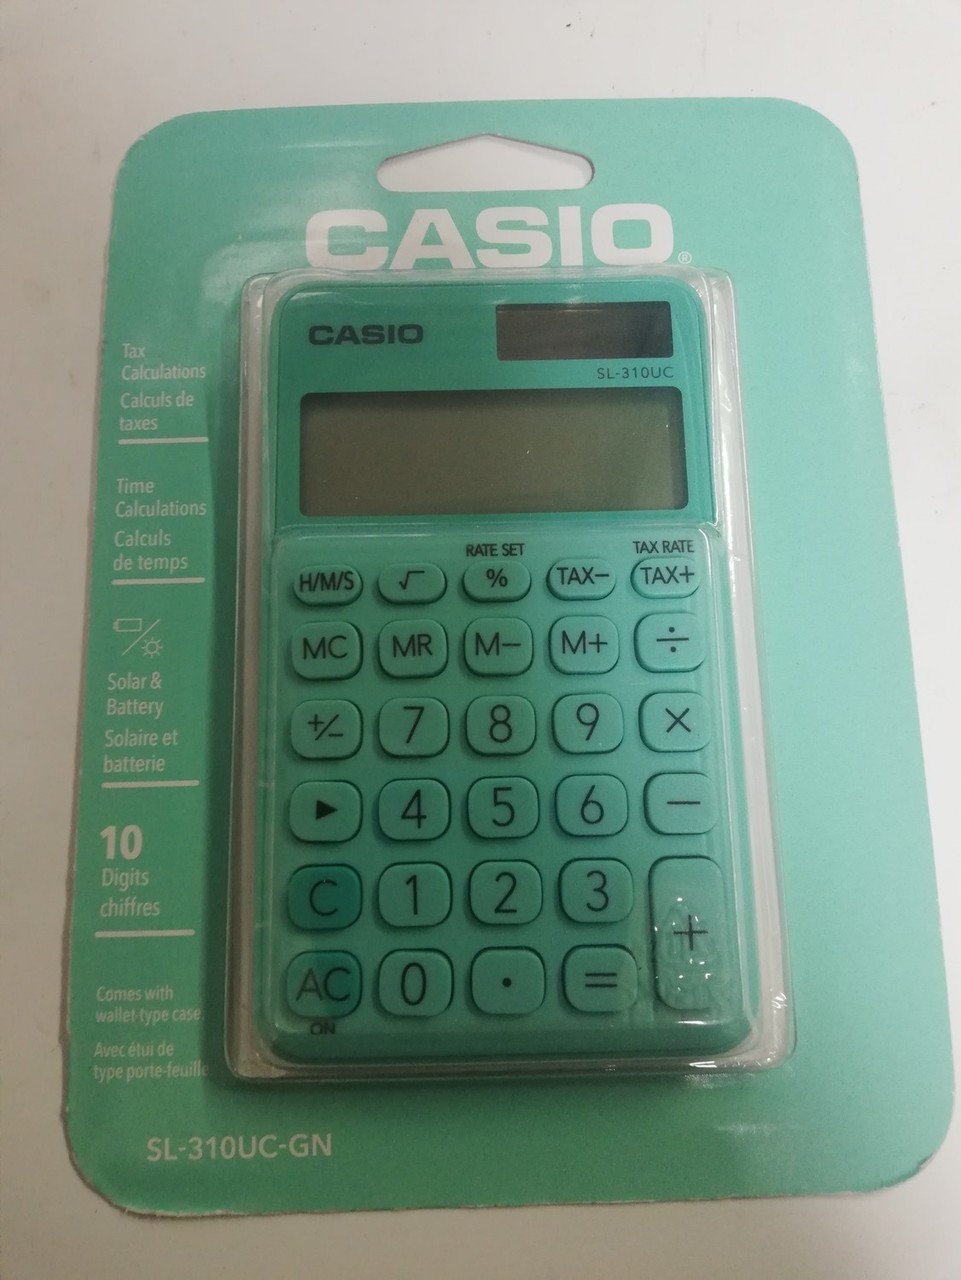 CASIO®
CASIO
SL-310UC
Tax
Calculations
Calculs de
taxes
Time
Calculations
Calculs
de temps
Solar &
Battery
Solaire et
batterie
10
Digits
chiffres
Comes with
wallet-type case.
Avec étui de
type porte-feuille
SL-310UC-GN
RATE SET TAX RATE
H/M/S √ % TAX− TAX+
MC MR M− M+ ÷
+/− 7 8 9 ×
▶ 4 5 6 −
C 1 2 3 +
AC 0 . =
ON